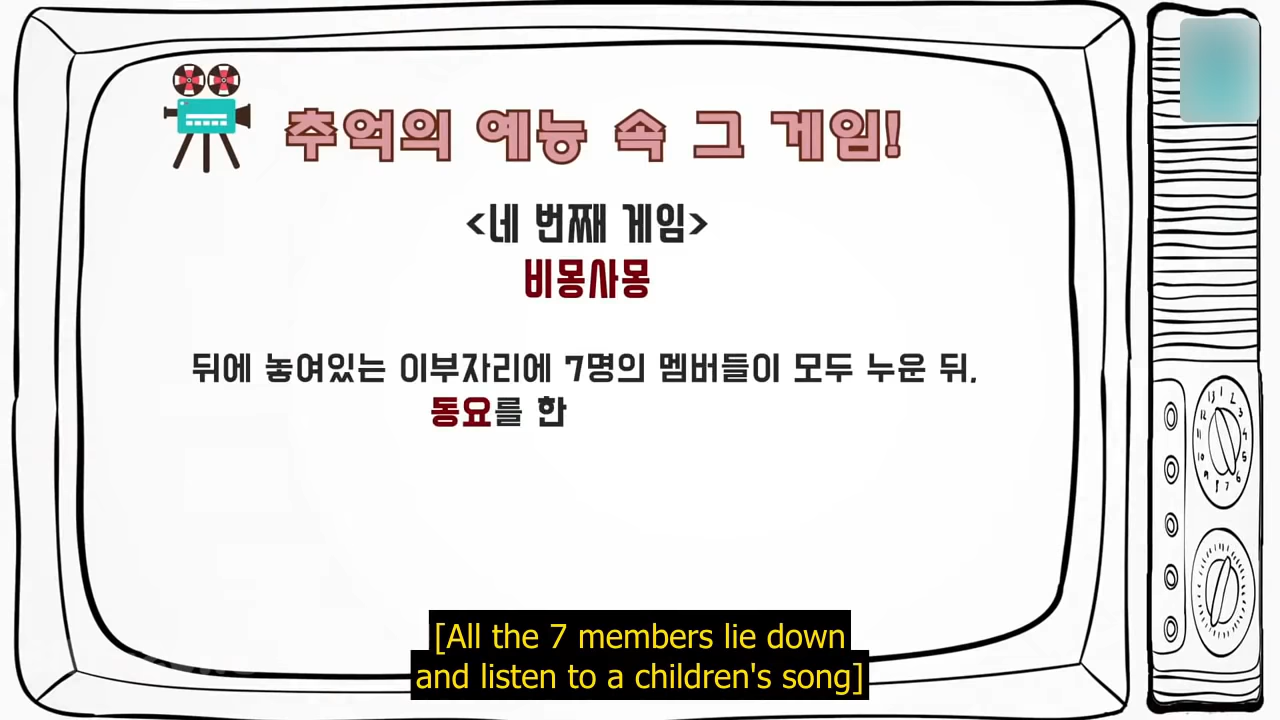 추억의 예능 속 그 게임!
<네 번째 게임>
비몽사몽
뒤에 놓여있는 이부자리에 7명의 멤버들이 모두 누운 뒤,
동요를 한
[All the 7 members lie down
and listen to a children's song]